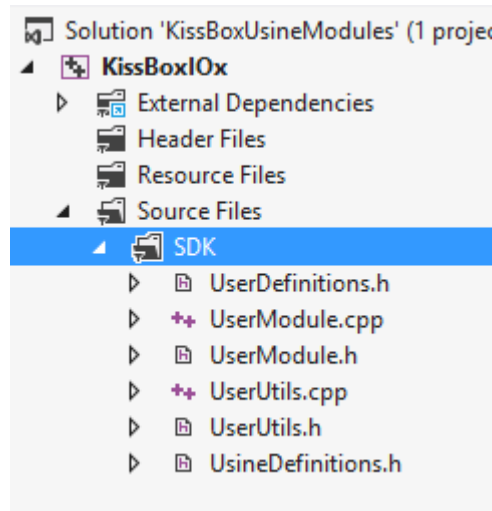 Solution 'KissBoxUsineModules' (1 projec
KissBoxIOx
External Dependencies
Header Files
Resource Files
Source Files
SDK
UserDefinitions.h
UserModule.cpp
UserModule.h
UserUtils.cpp
UserUtils.h
UsineDefinitions.h